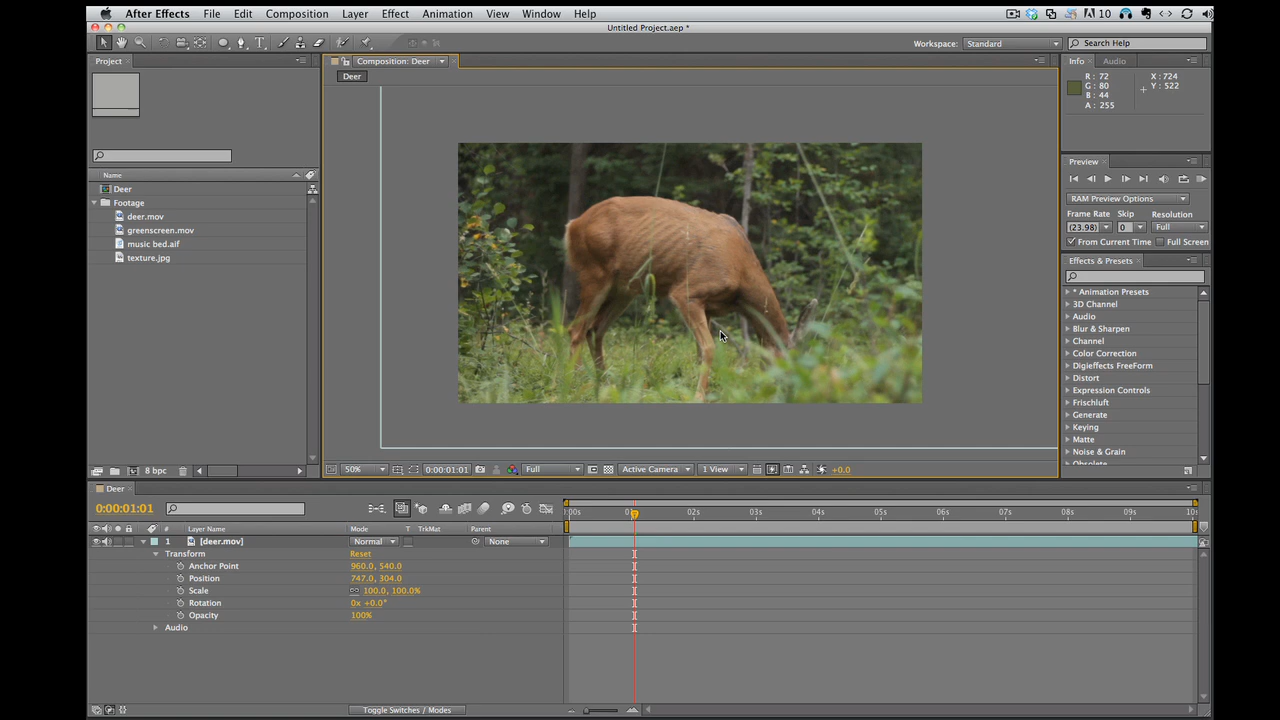 After Effects File Edit Composition Layer Effect Animation View Window Help 10
Untitled Project.aep *
Workspace: Standard Search Help
Project Composition: Deer Info Audio
Deer
R : 72 X : 724
G : 80 Y : 522
B : 44
A : 255
Preview
RAM Preview Options
Frame Rate Skip Resolution
(23.98) 0 Full
From Current Time Full Screen
Effects & Presets
* Animation Presets
3D Channel
Audio
Blur & Sharpen
Channel
Color Correction
Digieffects FreeForm
Distort
Expression Controls
Frischluft
Generate
Keying
Matte
Noise & Grain
Obsolete
Name
Deer
Footage
deer.mov
greenscreen.mov
music bed.aif
texture.jpg
8 bpc
50% 0:00:01:01 Full Active Camera 1 View +0.0
Deer
0:00:01:01
:00s 02s 03s 04s 05s 06s 07s 08s 09s 10s
# Layer Name Mode T TrkMat Parent
1 [deer.mov] Normal None
Transform Reset
Anchor Point 960.0, 540.0
Position 747.0, 304.0
Scale 100.0, 100.0%
Rotation 0x +0.0°
Opacity 100%
Audio
Toggle Switches / Modes